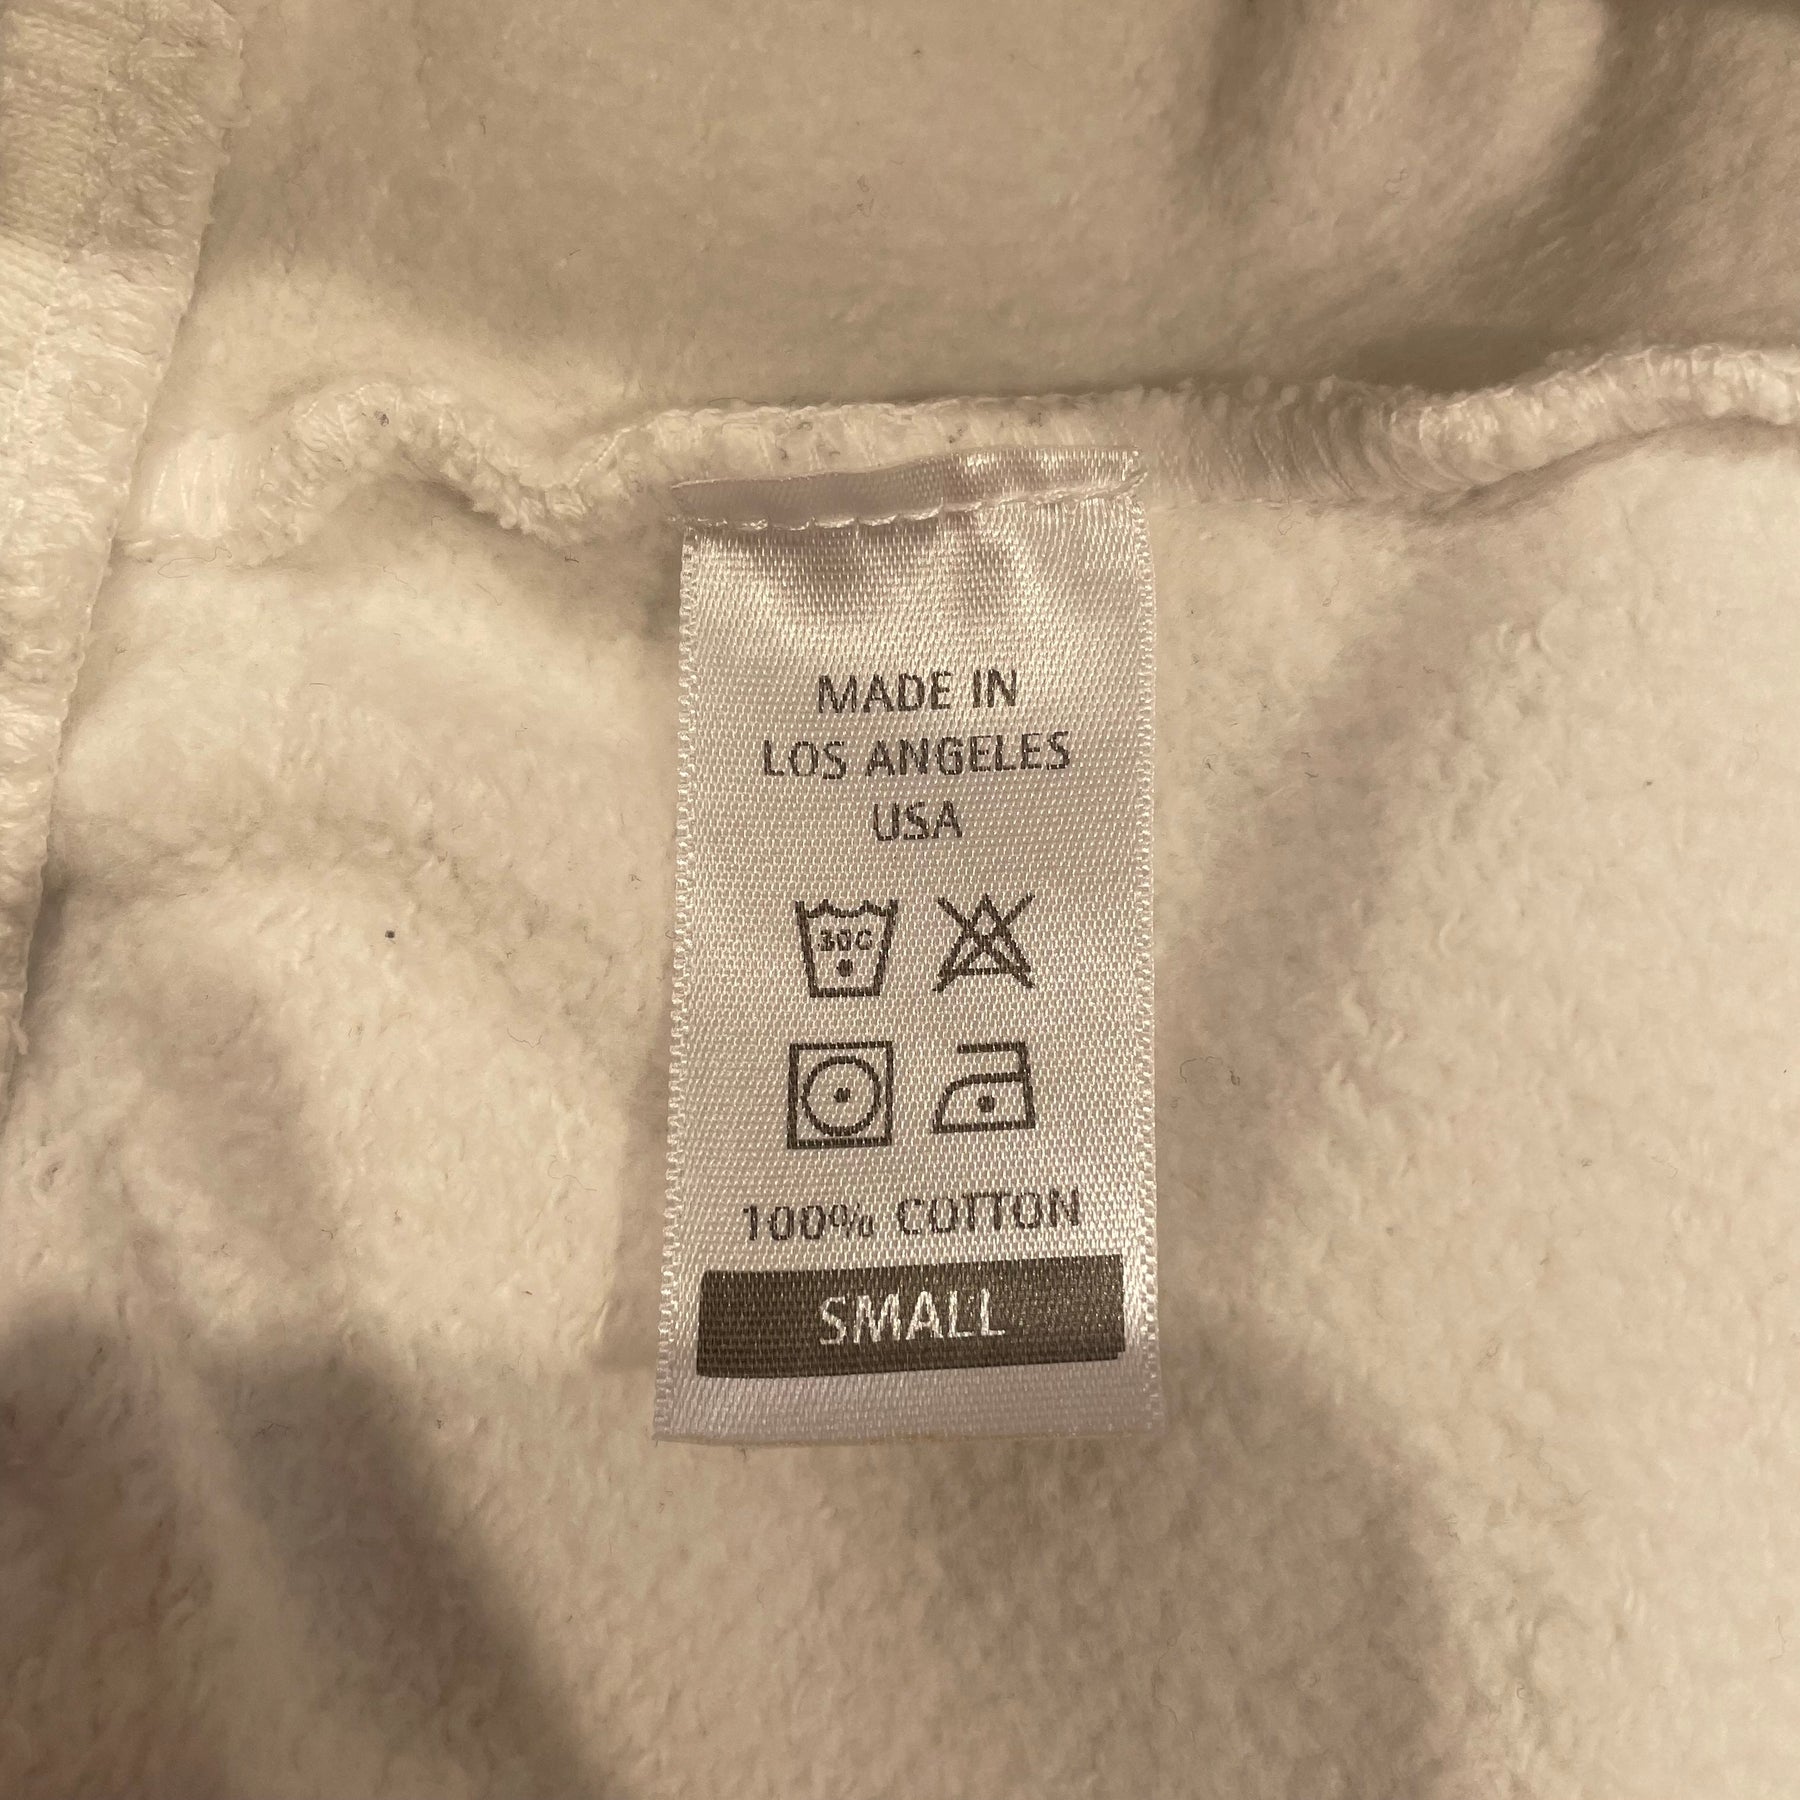 MADE IN
LOS ANGELES
USA
30C
100% COTTON
SMALL